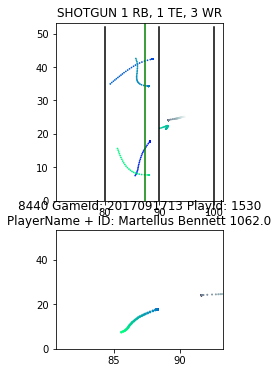 SHOTGUN 1 RB, 1 TE, 3 WR
50
40
30
20
10
0
80 90 100
8440 GameId: 2017091713 PlayId: 1530
PlayerName + ID: Martellus Bennett 1062.0
40
20
0
85 90